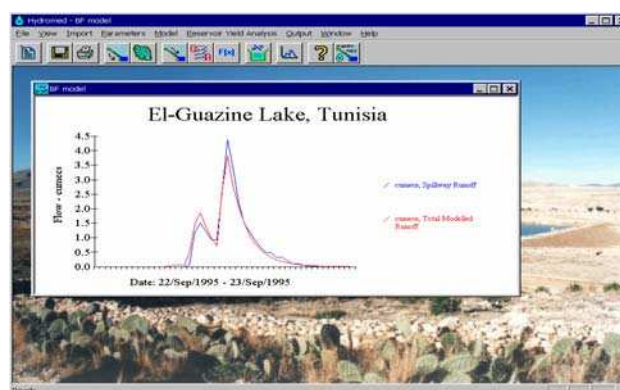 Hydromed - BF model
File View Import Parameters Model Reservoir Yield Analysis Output Window Help
F[x]
?
BF model
El-Guazine Lake, Tunisia
Flow - cumecs
4.5
4.0
3.5
3.0
2.5
2.0
1.5
1.0
0.5
0.0
cumecs, Spillway Runoff
cumecs, Total Modelled
Runoff
Date: 22/Sep/1995 - 23/Sep/1995